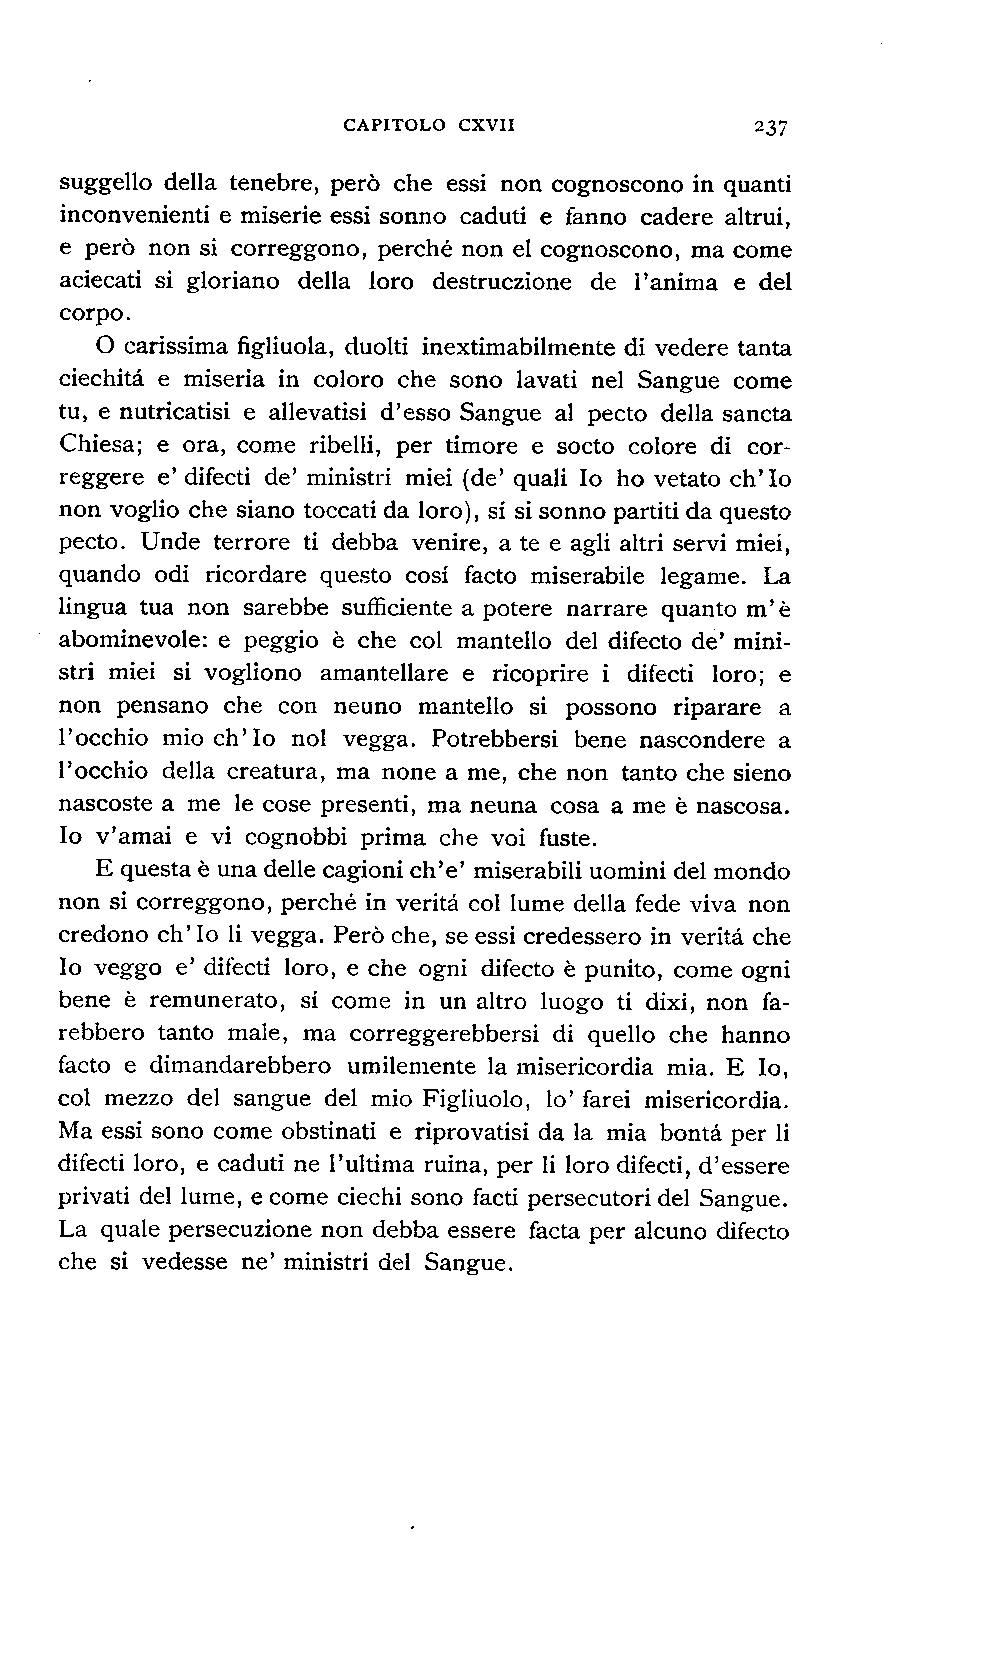 CAPITOLO CXVII 237
suggello della tenebre, però che essi non cognoscono in quanti
inconvenienti e miserie essi sonno caduti e fanno cadere altrui,
e però non si correggono, perché non el cognoscono, ma come
aciecati si gloriano della loro destruczione de l'anima e del
corpo.
O carissima figliuola, duolti inextimabilmente di vedere tanta
ciechitá e miseria in coloro che sono lavati nel Sangue come
tu, e nutricatisi e allevatisi d'esso Sangue al pecto della sancta
Chiesa; e ora, come ribelli, per timore e socto colore di cor-
reggere e' difecti de' ministri miei (de' quali Io ho vetato ch'Io
non voglio che siano toccati da loro), sí si sonno partiti da questo
pecto. Unde terrore ti debba venire, a te e agli altri servi miei,
quando odi ricordare questo cosí facto miserabile legame. La
lingua tua non sarebbe sufficiente a potere narrare quanto m'è
abominevole: e peggio è che col mantello del difecto de' mini-
stri miei si vogliono amantellare e ricoprire i difecti loro; e
non pensano che con neuno mantello si possono riparare a
l'occhio mio ch'Io nol vegga. Potrebbersi bene nascondere a
l'occhio della creatura, ma none a me, che non tanto che sieno
nascoste a me le cose presenti, ma neuna cosa a me è nascosa.
Io v'amai e vi cognobbi prima che voi fuste.
E questa è una delle cagioni ch'e' miserabili uomini del mondo
non si correggono, perché in veritá col lume della fede viva non
credono ch'Io li vegga. Però che, se essi credessero in veritá che
Io veggo e' difecti loro, e che ogni difecto è punito, come ogni
bene è remunerato, sí come in un altro luogo ti dixi, non fa-
rebbero tanto male, ma correggerebbersi di quello che hanno
facto e dimandarebbero umilemente la misericordia mia. E Io,
col mezzo del sangue del mio Figliuolo, lo' farei misericordia.
Ma essi sono come obstinati e riprovatisi da la mia bontá per li
difecti loro, e caduti ne l'ultima ruina, per li loro difecti, d'essere
privati del lume, e come ciechi sono facti persecutori del Sangue.
La quale persecuzione non debba essere facta per alcuno difecto
che si vedesse ne' ministri del Sangue.